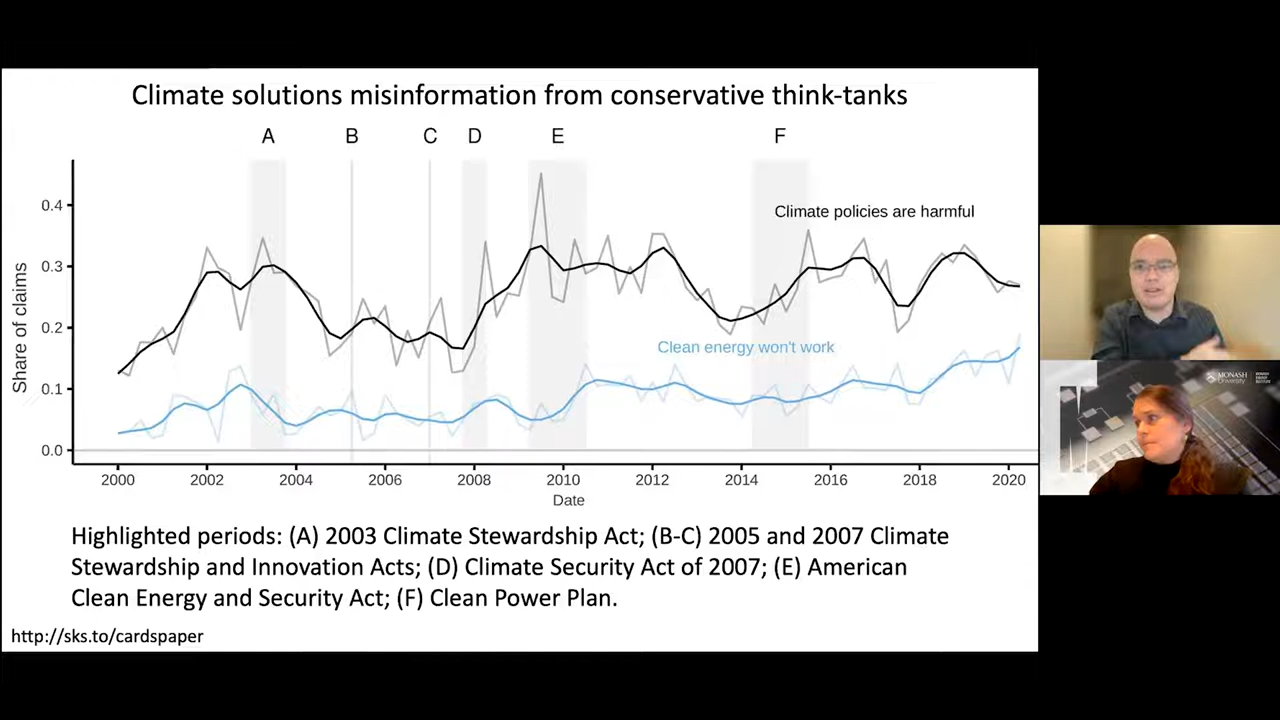 Climate solutions misinformation from conservative think-tanks
A B C D E F
Share of claims
0.4
0.3
0.2
0.1
0.0
Climate policies are harmful
Clean energy won't work
2000 2002 2004 2006 2008 2010 2012 2014 2016 2018 2020
Date
Highlighted periods: (A) 2003 Climate Stewardship Act; (B-C) 2005 and 2007 Climate
Stewardship and Innovation Acts; (D) Climate Security Act of 2007; (E) American
Clean Energy and Security Act; (F) Clean Power Plan.
http://sks.to/cardspaper
MONASH
University
MONASH
ENERGY
INSTITUTE